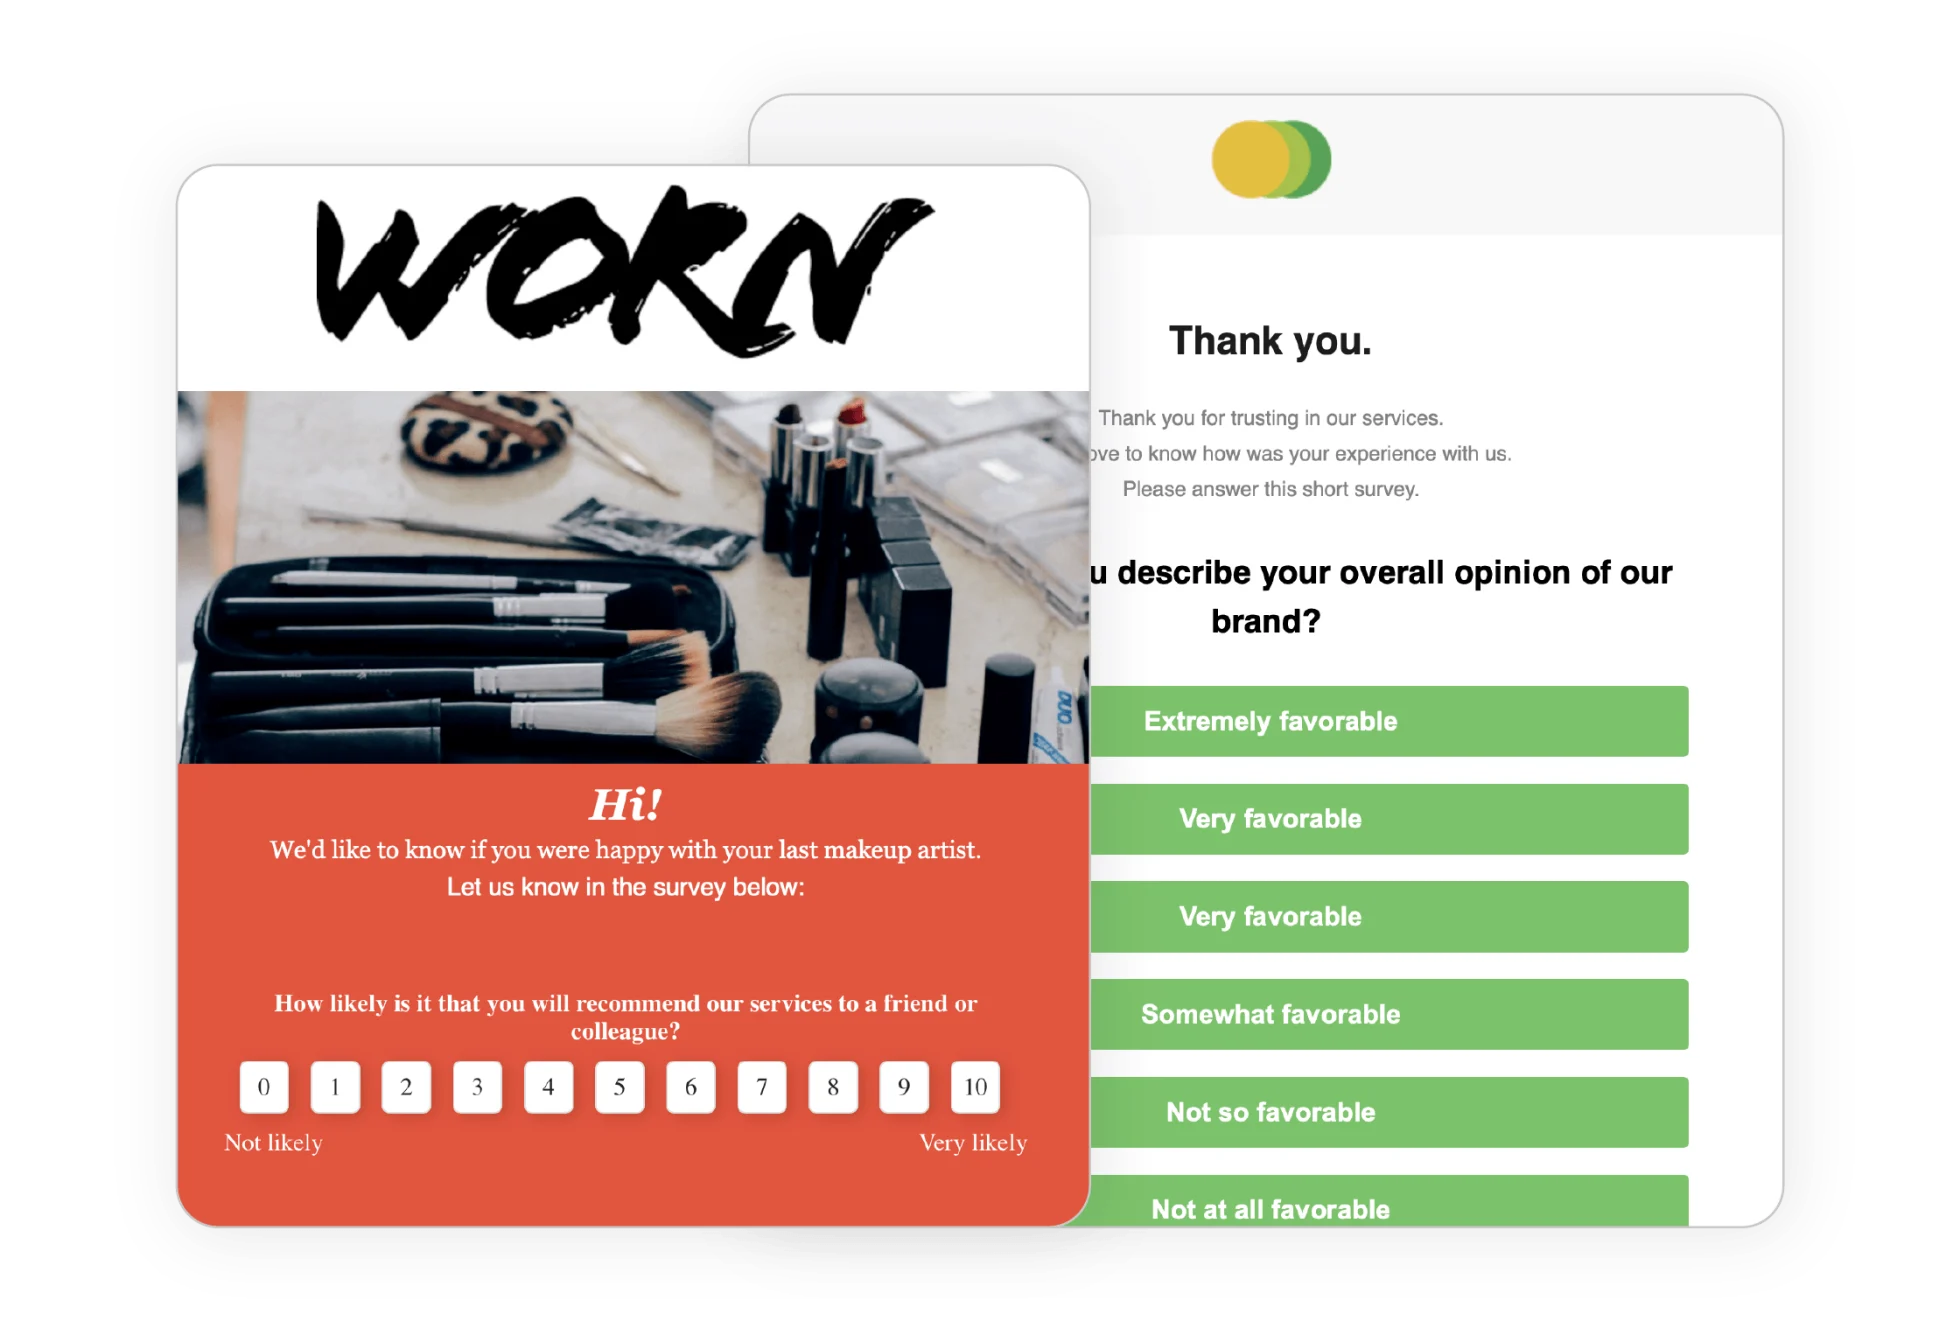 WORN
DUO
Hi!
We'd like to know if you were happy with your last makeup artist.
Let us know in the survey below:
How likely is it that you will recommend our services to a friend or
colleague?
0 1 2 3 4 5 6 7 8 9 10
Not likely Very likely
Thank you.
Thank you for trusting in our services.
to know how was your experience with us.
Please answer this short survey.
describe your overall opinion of our
brand?
Extremely favorable
Very favorable
Very favorable
Somewhat favorable
Not so favorable
Not at all favorable